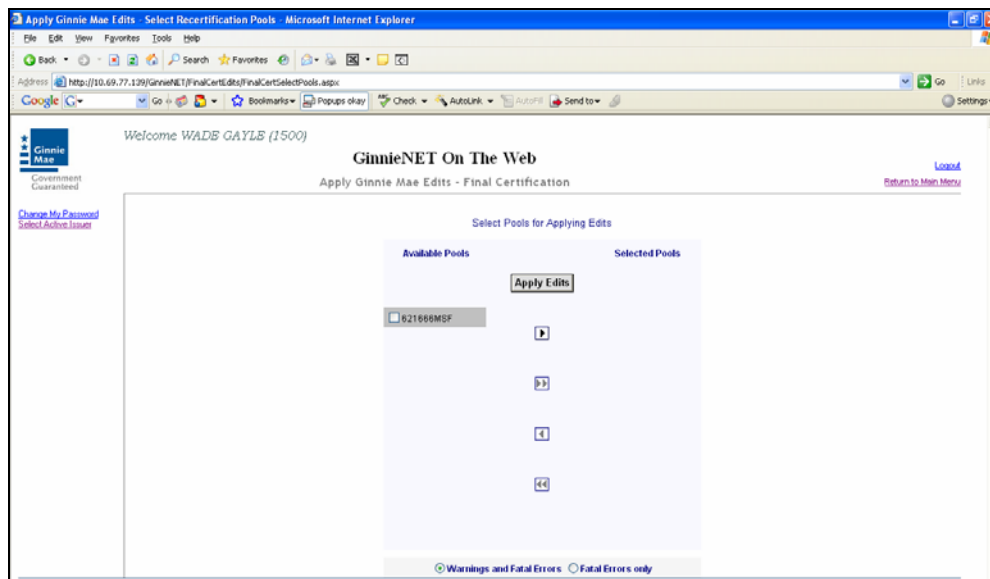 Apply Ginnie Mae Edits - Select Recertification Pools - Microsoft Internet Explorer
File Edit View Favorites Tools Help
Back Search Favorites
Address http://10.69.77.139/GinnieNET/FinalCertEdits/FinalCertSelectPools.aspx Go Links
Google G Go Bookmarks Popups okay Check AutoLink AutoFill Send to Settings
Ginnie Mae
Government Guaranteed
Welcome WADE GAYLE (1500)
GinnieNET On The Web
Apply Ginnie Mae Edits - Final Certification
Logout
Return to Main Menu
Change My Password
Select Active Issuer
Select Pools for Applying Edits
Available Pools Selected Pools
Apply Edits
621666MSF
Warnings and Fatal Errors Fatal Errors only